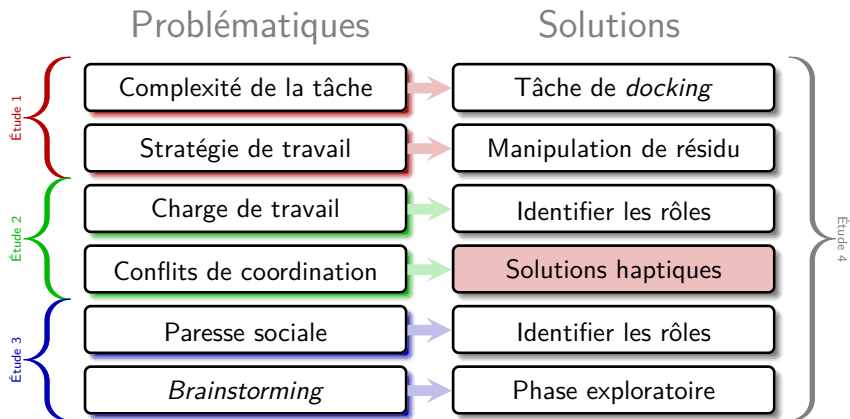 Problématiques Solutions
Étude 1
Complexité de la tâche Tâche de docking
Stratégie de travail Manipulation de résidu
Étude 2
Charge de travail Identifier les rôles
Étude 4
Conflits de coordination Solutions haptiques
Étude 3
Paresse sociale Identifier les rôles
Brainstorming Phase exploratoire